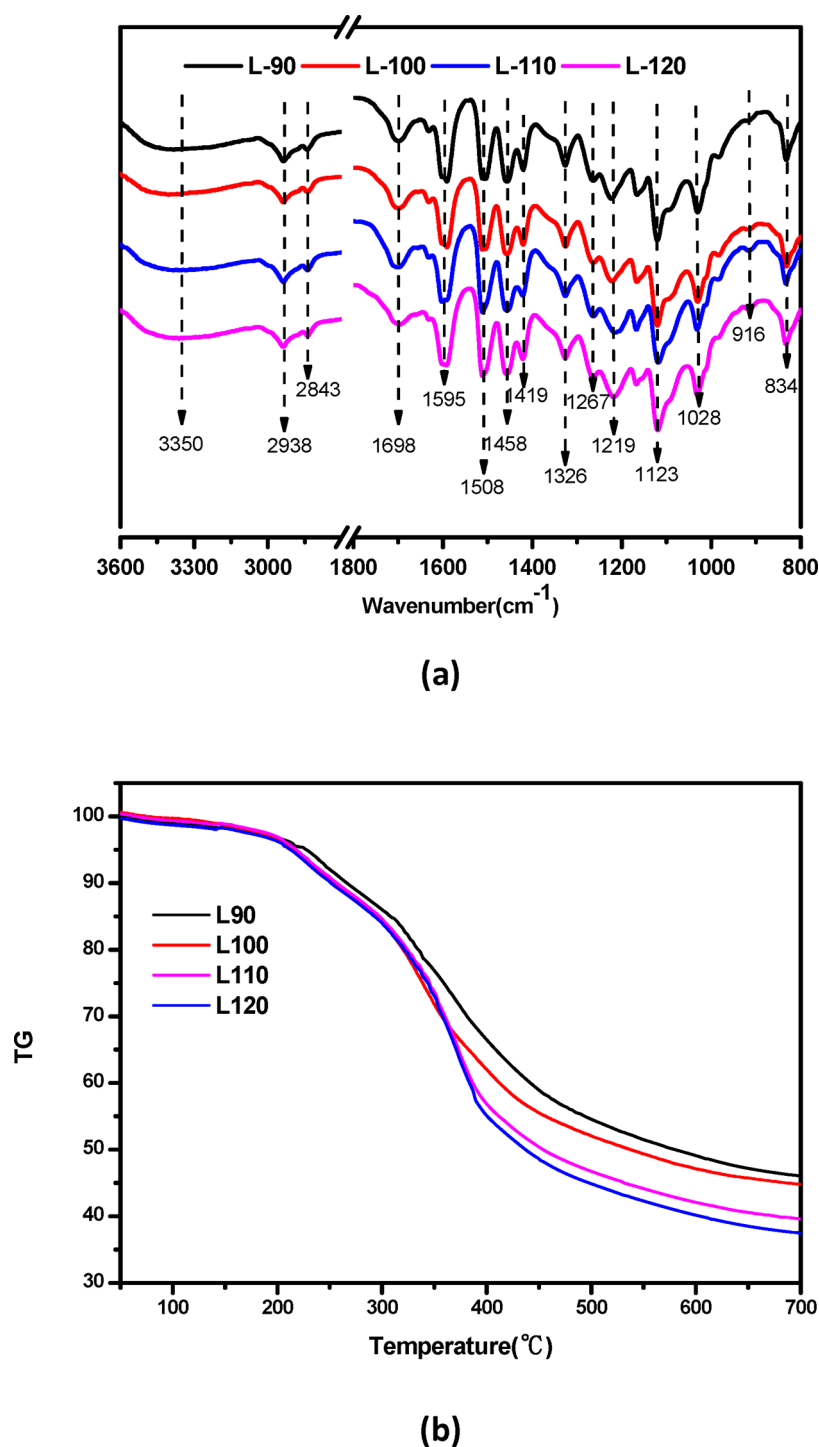 L-90 L-100 L-110 L-120
2843
916
834
1595 1419 1267 1028
3350 2938 1698 1458 1219 1123
1508 1326
3600 3300 3000 1800 1600 1400 1200 1000 800
Wavenumber(cm⁻¹)
(a)
100
90
80
70
60
50
40
30
TG
L90
L100
L110
L120
100 200 300 400 500 600 700
Temperature(℃)
(b)